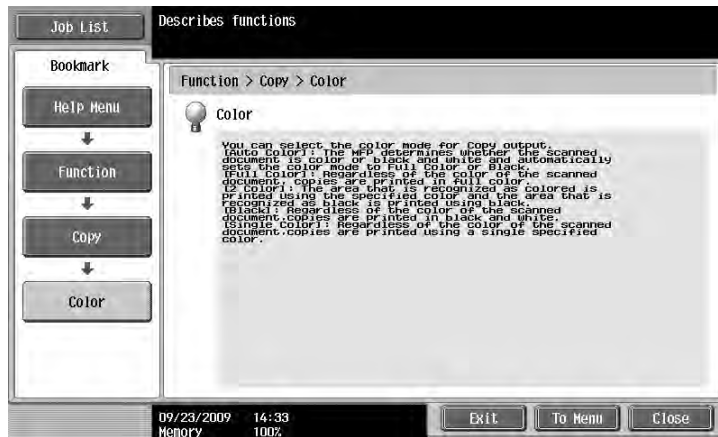 Job List
Describes functions
Bookmark
Help Menu
Function
Copy
Color
Function > Copy > Color
Color
You can select the color mode for Copy output.
[Auto Color]: The MFP determines whether the scanned
document is color or black and white and automatically
sets the color mode to Full Color or Black.
[Full Color]: Regardless of the color of the scanned
document, copies are printed in full color.
[2 Color]: The area that is recognized as colored is
printed using the specified color and the area that is
recognized as black is printed using black.
[Black]: Regardless of the color of the scanned
document,copies are printed in black and white.
[Single Color]: Regardless of the color of the scanned
document,copies are printed using a single specified
color.
09/23/2009 14:33
Memory 100%
Exit
To Menu
Close